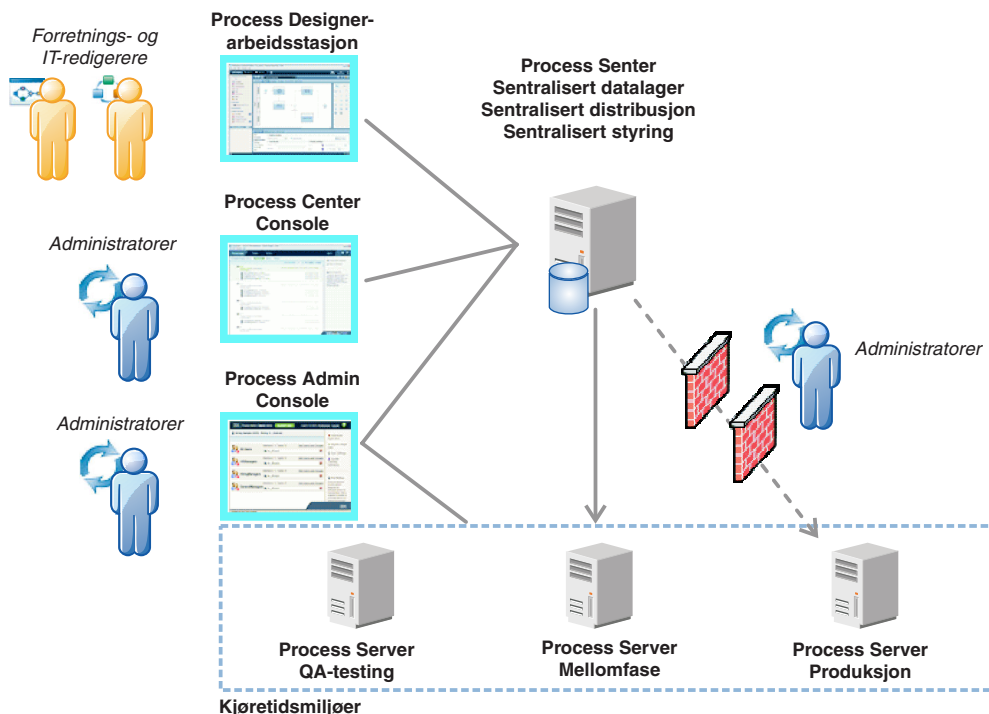 Forretnings- og
IT-redigerere
Process Designer-
arbeidsstasjon
Process Senter
Sentralisert datalager
Sentralisert distribusjon
Sentralisert styring
Process Center
Console
Administratorer
Administratorer
Process Admin
Console
Administratorer
Process Server
QA-testing
Process Server
Mellomfase
Process Server
Produksjon
Kjøretidsmiljøer